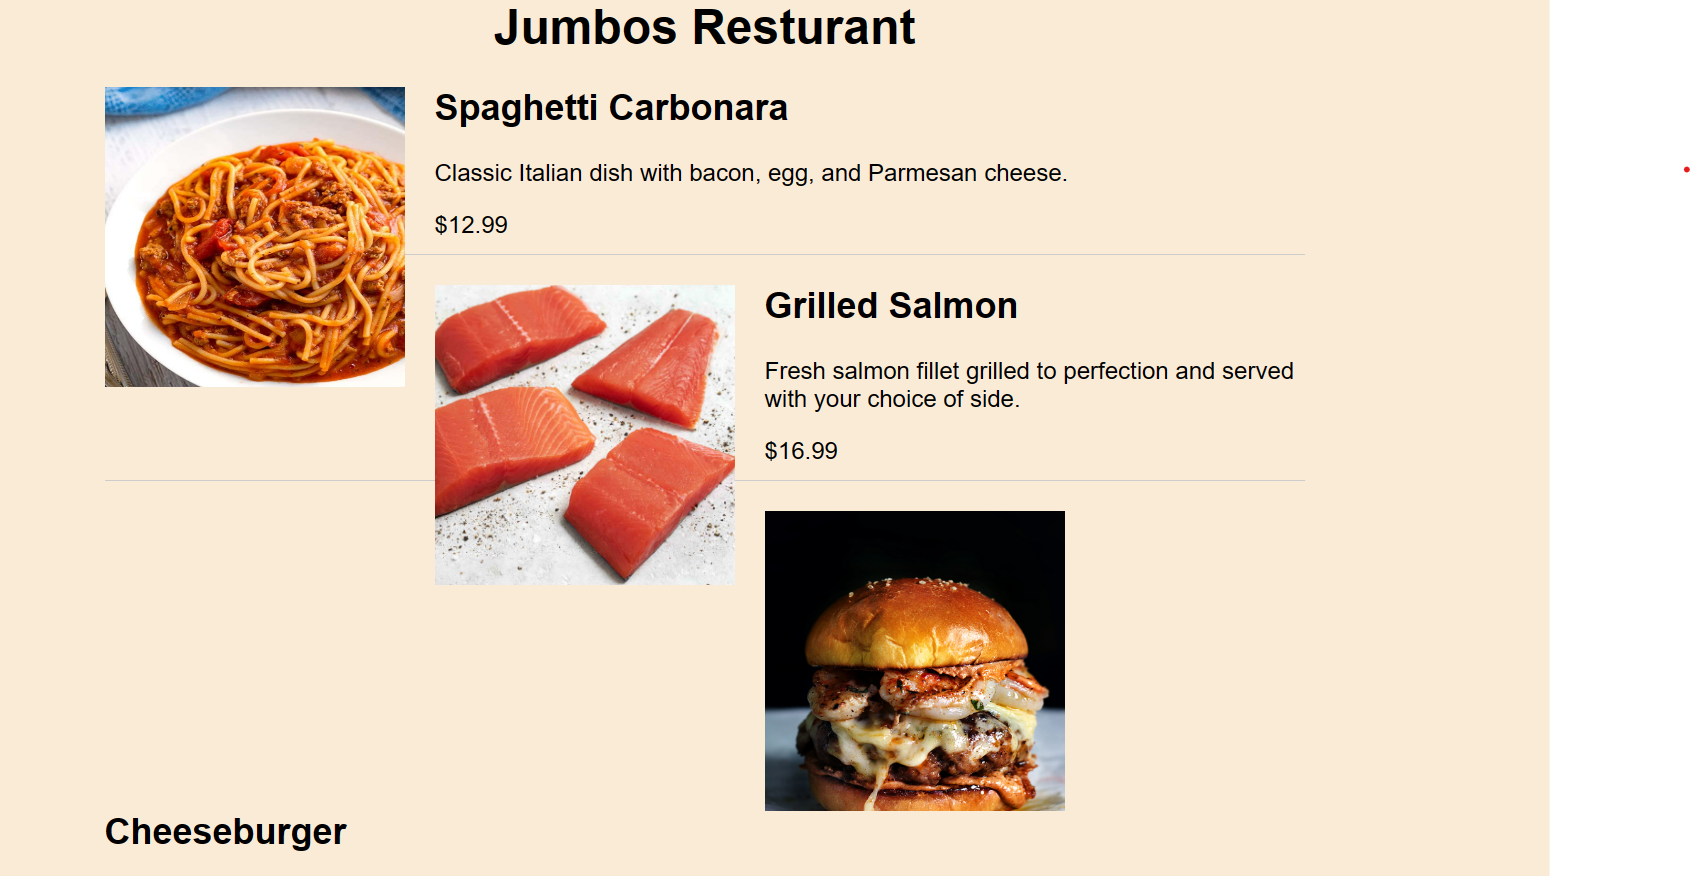 Jumbos Resturant
Spaghetti Carbonara
Classic Italian dish with bacon, egg, and Parmesan cheese.
$12.99
Grilled Salmon
Fresh salmon fillet grilled to perfection and served
with your choice of side.
$16.99
Cheeseburger